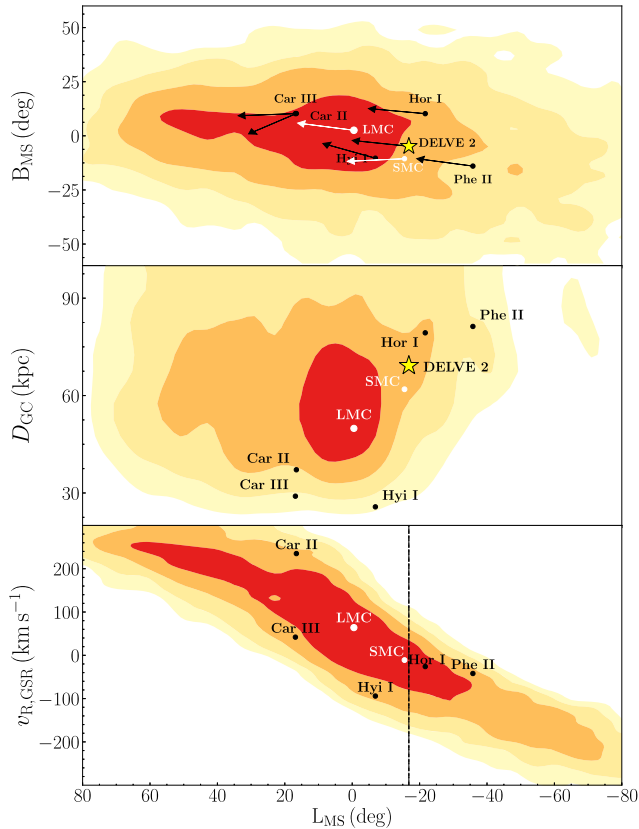 50
25
0
−25
−50
B_MS (deg)
Car III
Hor I
Car II
LMC
DELVE 2
Hyi I
SMC
Phe II
90
60
30
D_GC (kpc)
Phe II
Hor I
DELVE 2
SMC
LMC
Car II
Car III
Hyi I
200
100
0
−100
−200
v_R,GSR (km s⁻¹)
Car II
LMC
Car III
SMC
Hor I
Phe II
Hyi I
80 60 40 20 0 −20 −40 −60 −80
L_MS (deg)